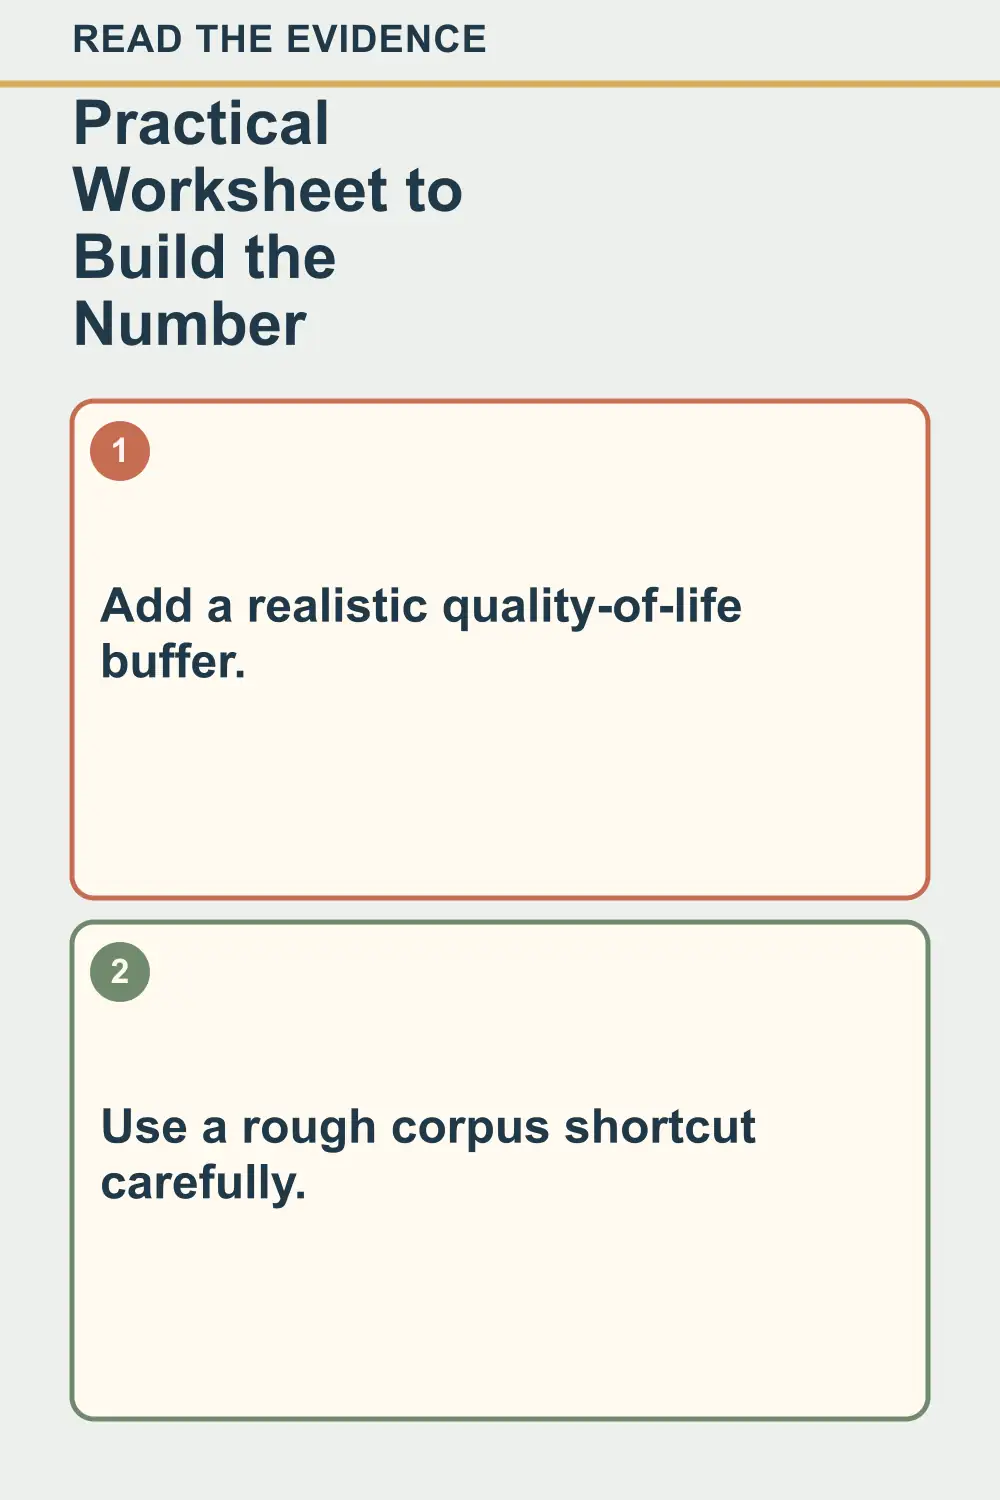 READ THE EVIDENCE
Practical
Worksheet to
Build the
Number
1
Add a realistic quality-of-life
buffer.
2
Use a rough corpus shortcut
carefully.